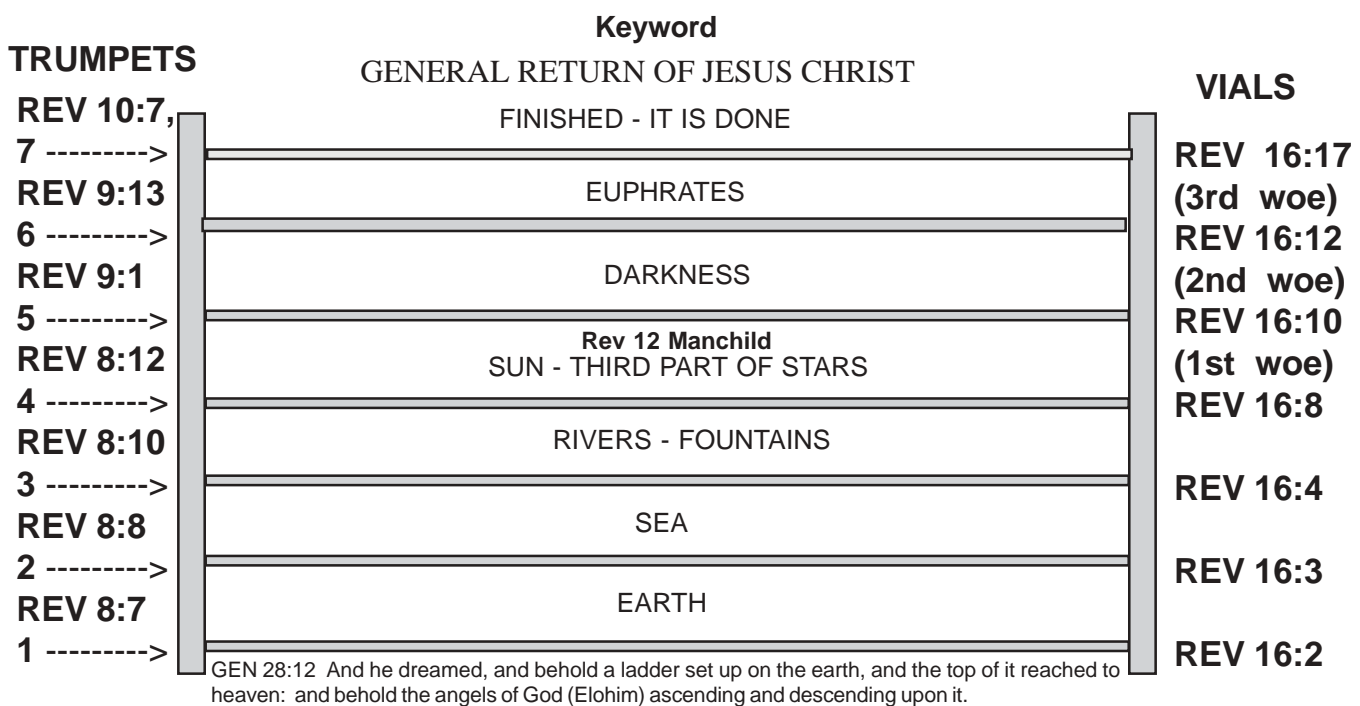 Keyword
TRUMPETS
GENERAL RETURN OF JESUS CHRIST
VIALS
REV 10:7,
FINISHED - IT IS DONE
7 --------->
REV 16:17
REV 9:13
EUPHRATES
(3rd woe)
6 --------->
REV 16:12
REV 9:1
DARKNESS
(2nd woe)
5 --------->
REV 16:10
Rev 12 Manchild
REV 8:12
SUN - THIRD PART OF STARS
(1st woe)
4 --------->
REV 16:8
REV 8:10
RIVERS - FOUNTAINS
3 --------->
REV 16:4
REV 8:8
SEA
2 --------->
REV 16:3
REV 8:7
EARTH
1 --------->
REV 16:2
GEN 28:12 And he dreamed, and behold a ladder set up on the earth, and the top of it reached to
heaven: and behold the angels of God (Elohim) ascending and descending upon it.